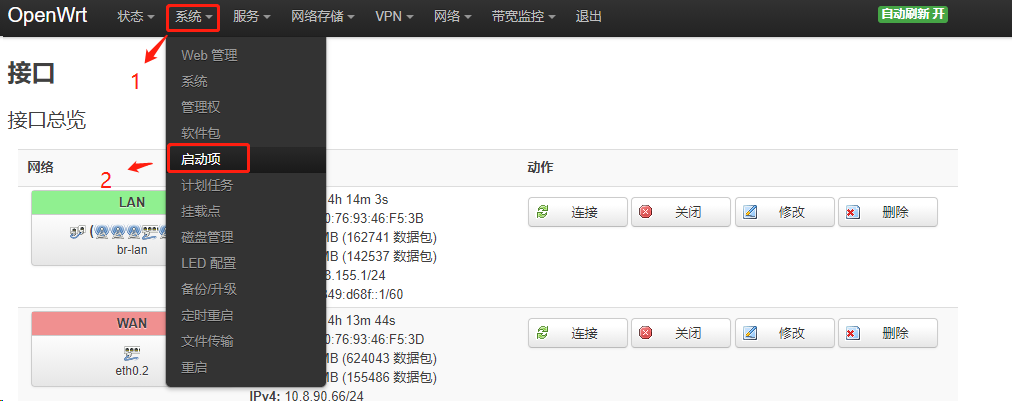 OpenWrt 状态 系统 服务 网络存储 VPN 网络 带宽监控 退出 自动刷新 开
1
Web 管理
系统
管理权
软件包
启动项
计划任务
挂载点
磁盘管理
LED 配置
备份/升级
定时重启
文件传输
重启
接口
接口总览
2
网络 动作
LAN
br-lan
4h 14m 3s
0:76:93:46:F5:3B
MB (162741 数据包)
MB (142537 数据包)
8.155.1/24
349:d68f::1/60
连接 关闭 修改 删除
WAN
eth0.2
4h 13m 44s
0:76:93:46:F5:3D
MB (624043 数据包)
MB (155486 数据包)
IPv4: 10.8.90.66/24
连接 关闭 修改 删除